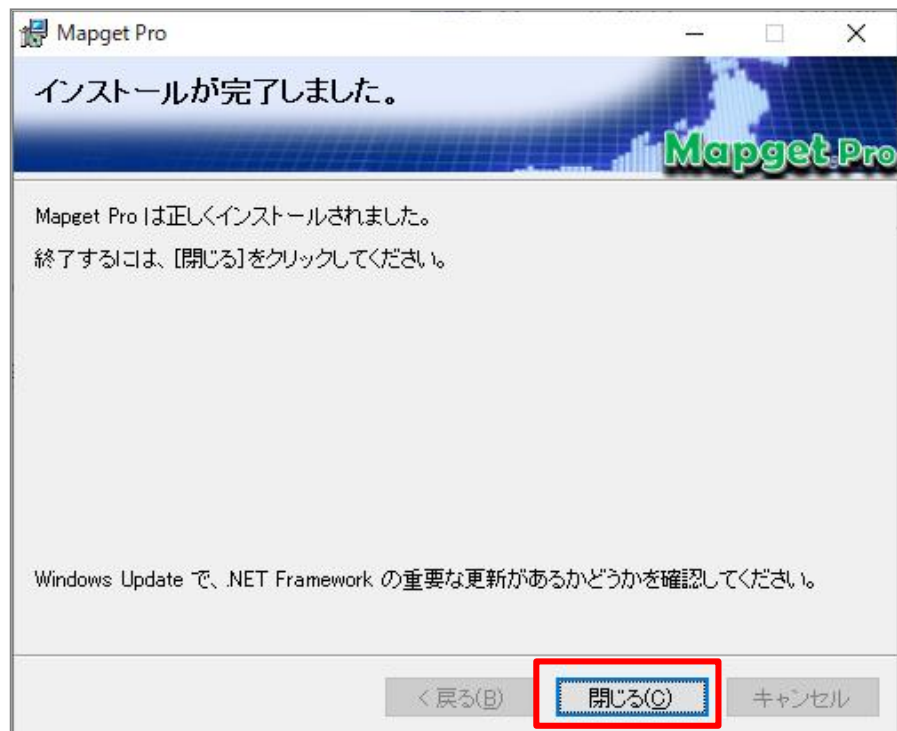 Mapget Pro
インストールが完了しました。
Mapget Pro
Mapget Pro は正しくインストールされました。
終了するには、[閉じる]をクリックしてください。
Windows Update で、.NET Framework の重要な更新があるかどうかを確認してください。
< 戻る(B) 閉じる(C) キャンセル